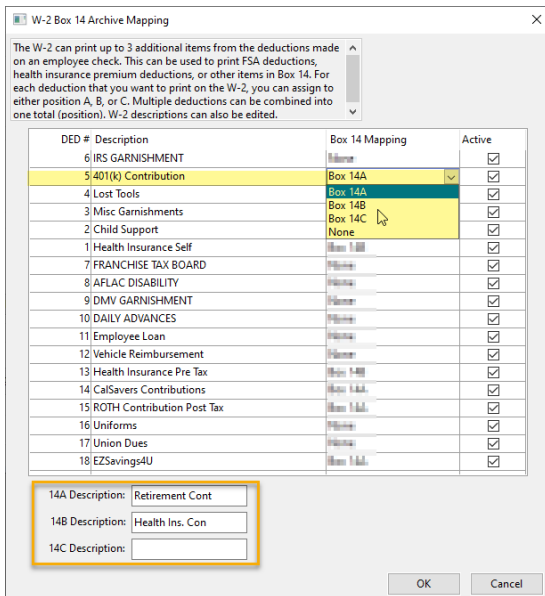 W-2 Box 14 Archive Mapping
The W-2 can print up to 3 additional items from the deductions made
on an employee check. This can be used to print FSA deductions,
health insurance premium deductions, or other items in Box 14. For
each deduction that you want to print on the W-2, you can assign to
either position A, B, or C. Multiple deductions can be combined into
one total (position). W-2 descriptions can also be edited.
DED # Description Box 14 Mapping Active
6 IRS GARNISHMENT
5 401(k) Contribution Box 14A
4 Lost Tools Box 14A
3 Misc Garnishments Box 14B
Box 14C
2 Child Support None
1 Health Insurance Self
7 FRANCHISE TAX BOARD
8 AFLAC DISABILITY
9 DMV GARNISHMENT
10 DAILY ADVANCES
11 Employee Loan
12 Vehicle Reimbursement
13 Health Insurance Pre Tax
14 CalSavers Contributions
15 ROTH Contribution Post Tax
16 Uniforms
17 Union Dues
18 EZSavings4U
14A Description: Retirement Cont
14B Description: Health Ins. Con
14C Description:
OK Cancel